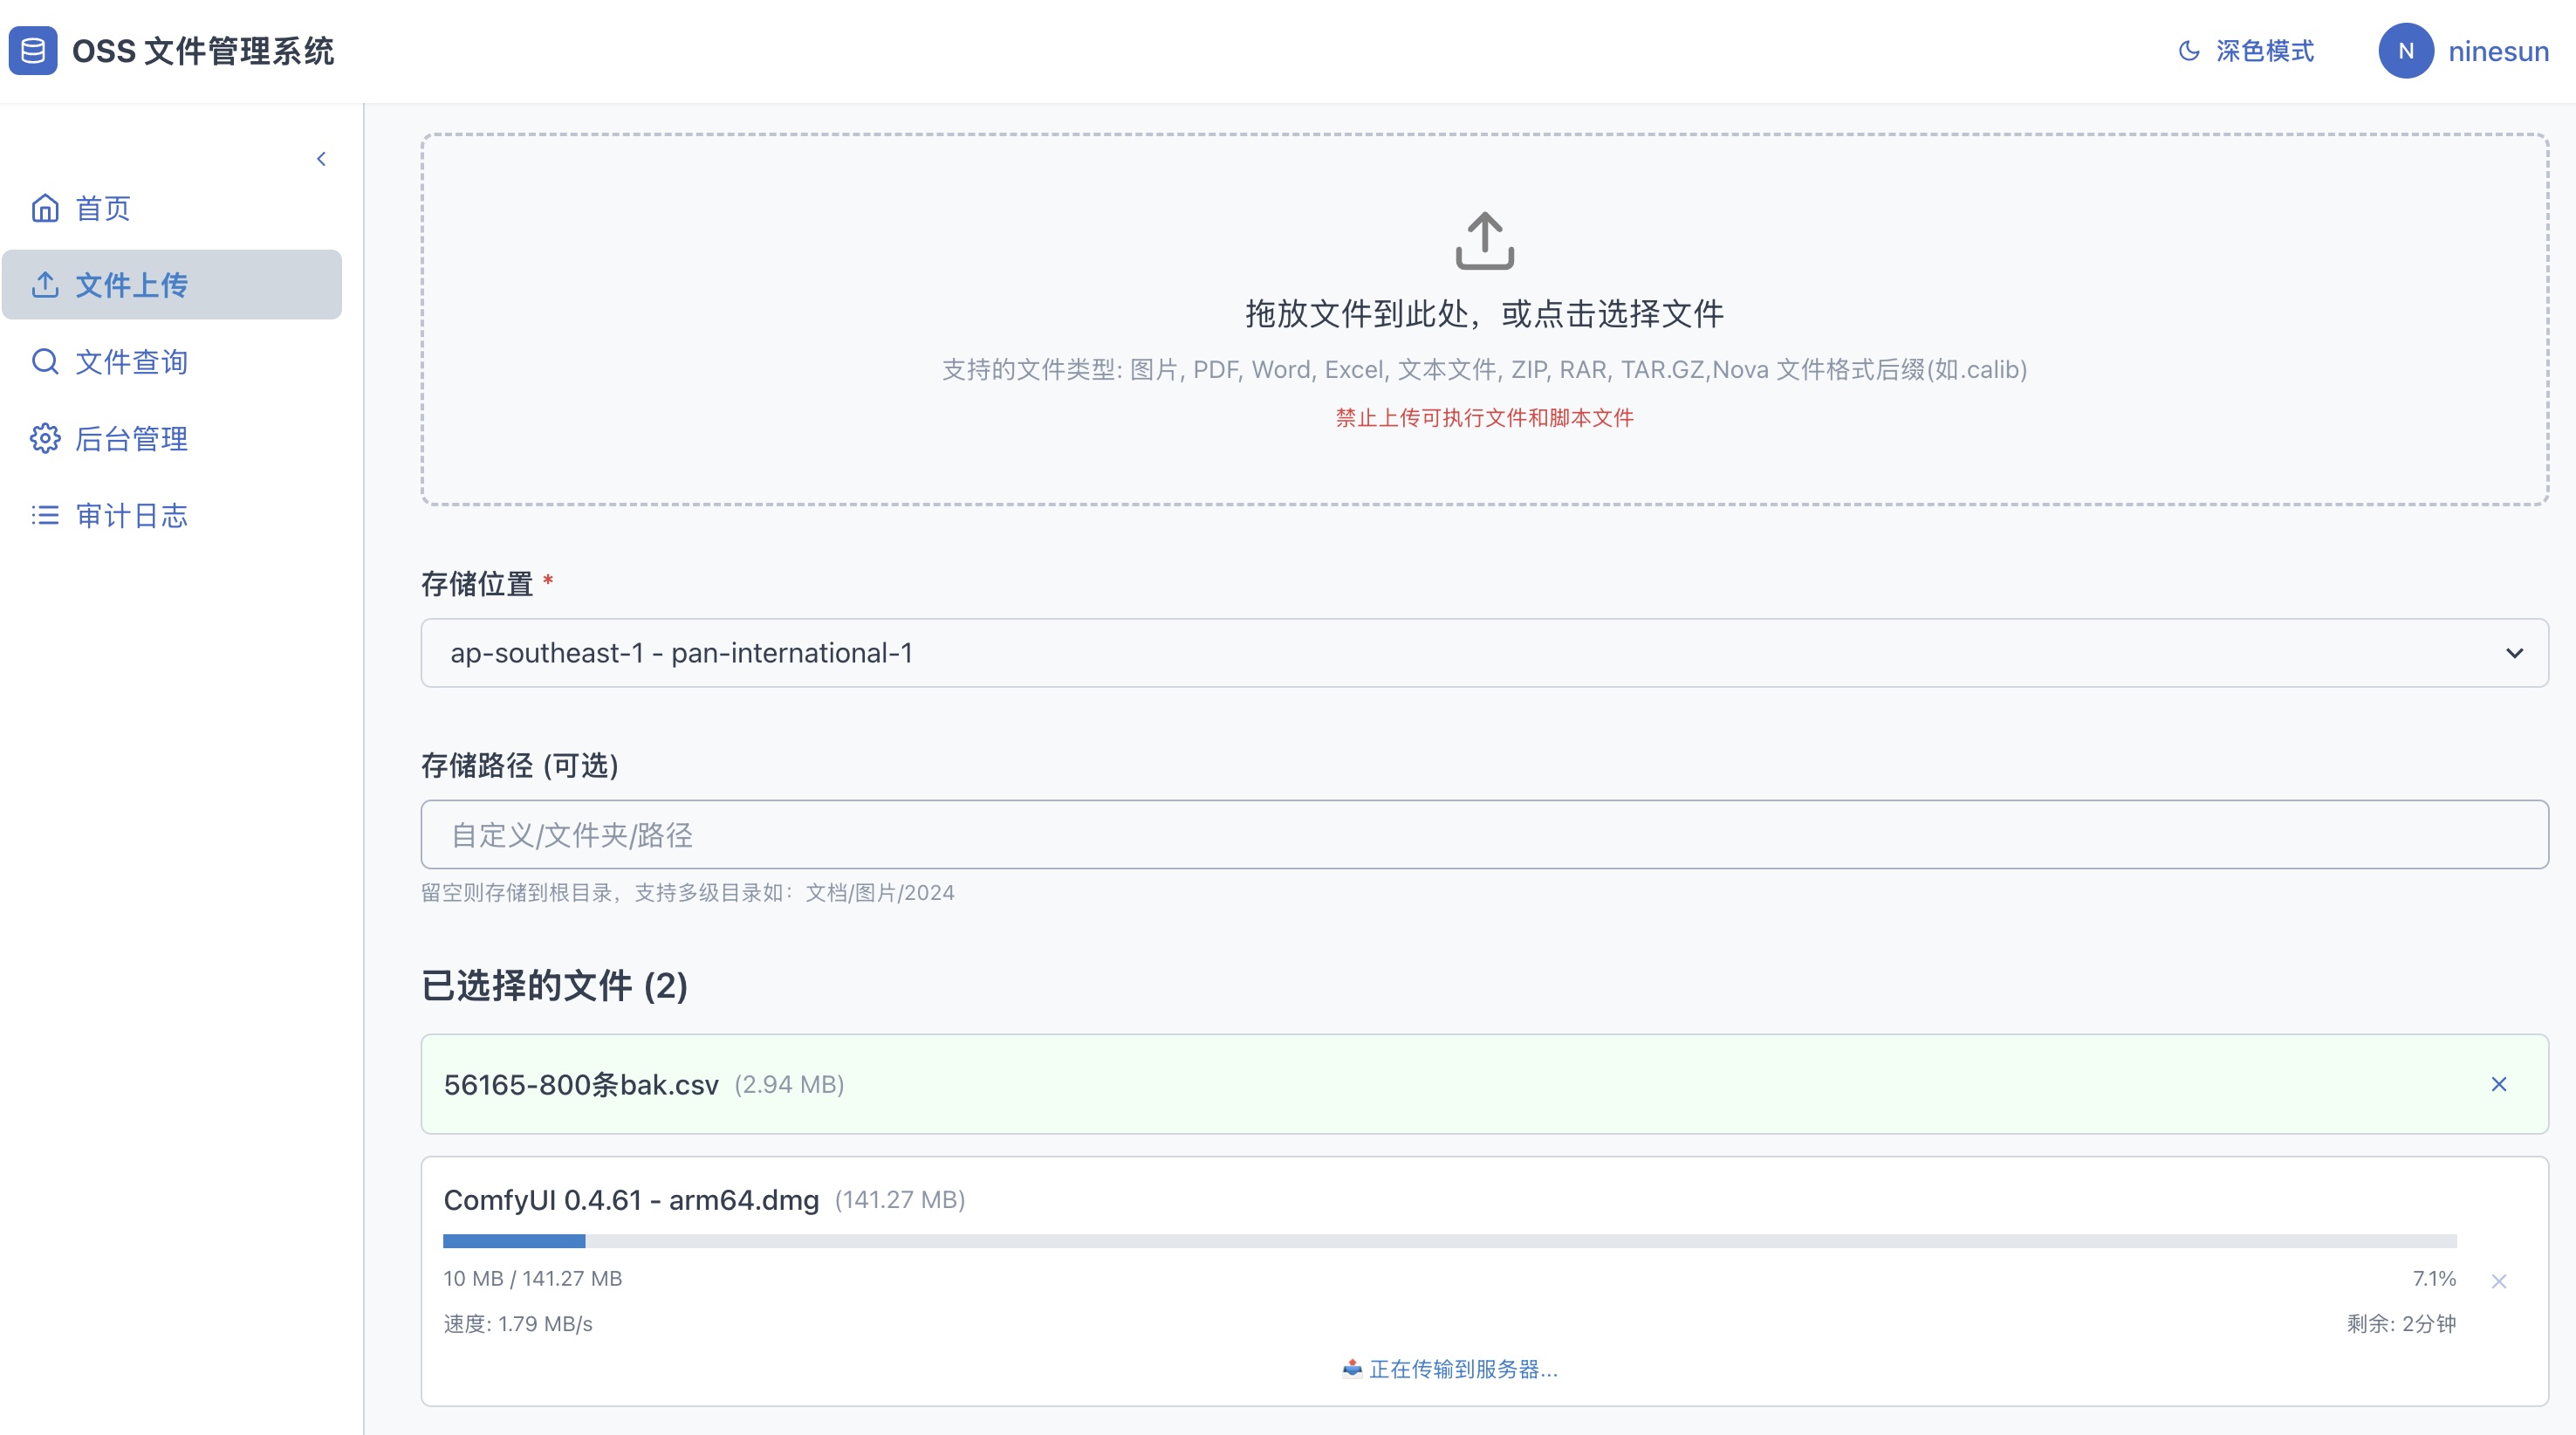 OSS 文件管理系统
深色模式
N
ninesun
首页
文件上传
文件查询
后台管理
审计日志
拖放文件到此处，或点击选择文件
支持的文件类型: 图片, PDF, Word, Excel, 文本文件, ZIP, RAR, TAR.GZ,Nova 文件格式后缀(如.calib)
禁止上传可执行文件和脚本文件
存储位置 *
ap-southeast-1 - pan-international-1
存储路径 (可选)
自定义/文件夹/路径
留空则存储到根目录，支持多级目录如：文档/图片/2024
已选择的文件 (2)
56165-800条bak.csv (2.94 MB)
ComfyUI 0.4.61 - arm64.dmg (141.27 MB)
10 MB / 141.27 MB
7.1%
速度: 1.79 MB/s
剩余: 2分钟
正在传输到服务器...